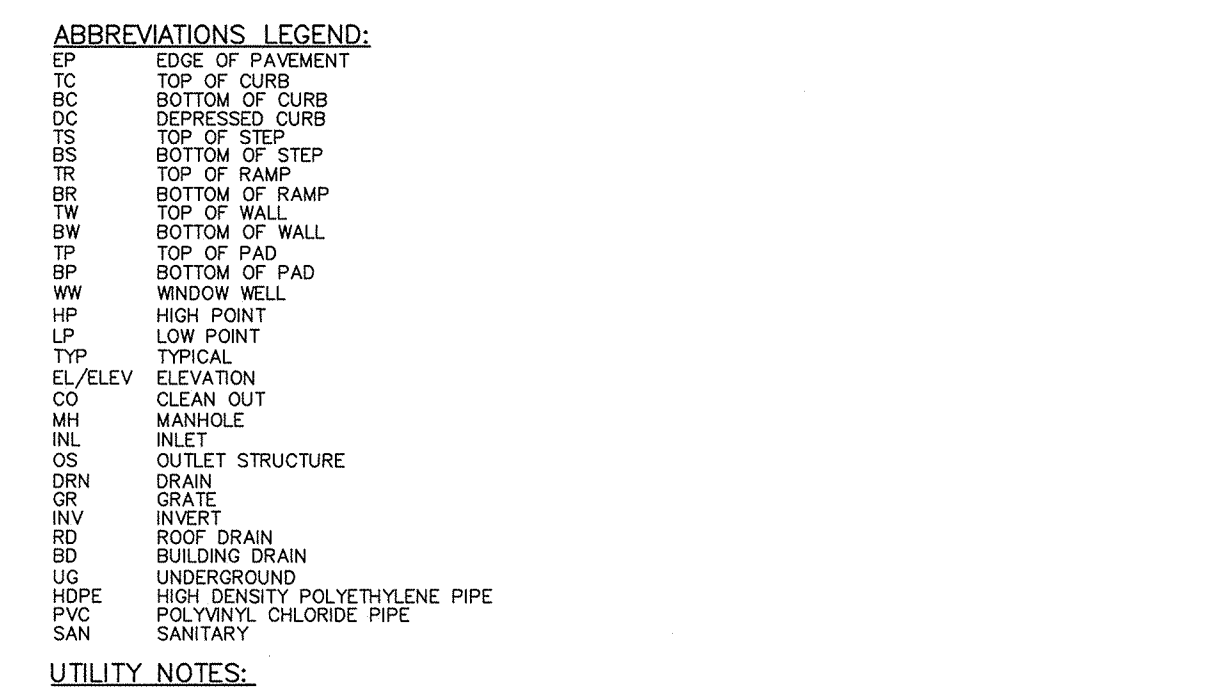 ABBREVIATIONS LEGEND:
EP EDGE OF PAVEMENT
TC TOP OF CURB
BC BOTTOM OF CURB
DC DEPRESSED CURB
TS TOP OF STEP
BS BOTTOM OF STEP
TR TOP OF RAMP
BR BOTTOM OF RAMP
TW TOP OF WALL
BW BOTTOM OF WALL
TP TOP OF PAD
BP BOTTOM OF PAD
WW WINDOW WELL
HP HIGH POINT
LP LOW POINT
TYP TYPICAL
EL/ELEV ELEVATION
CO CLEAN OUT
MH MANHOLE
INL INLET
OS OUTLET STRUCTURE
DRN DRAIN
GR GRATE
INV INVERT
RD ROOF DRAIN
BD BUILDING DRAIN
UG UNDERGROUND
HDPE HIGH DENSITY POLYETHYLENE PIPE
PVC POLYVINYL CHLORIDE PIPE
SAN SANITARY
UTILITY NOTES: